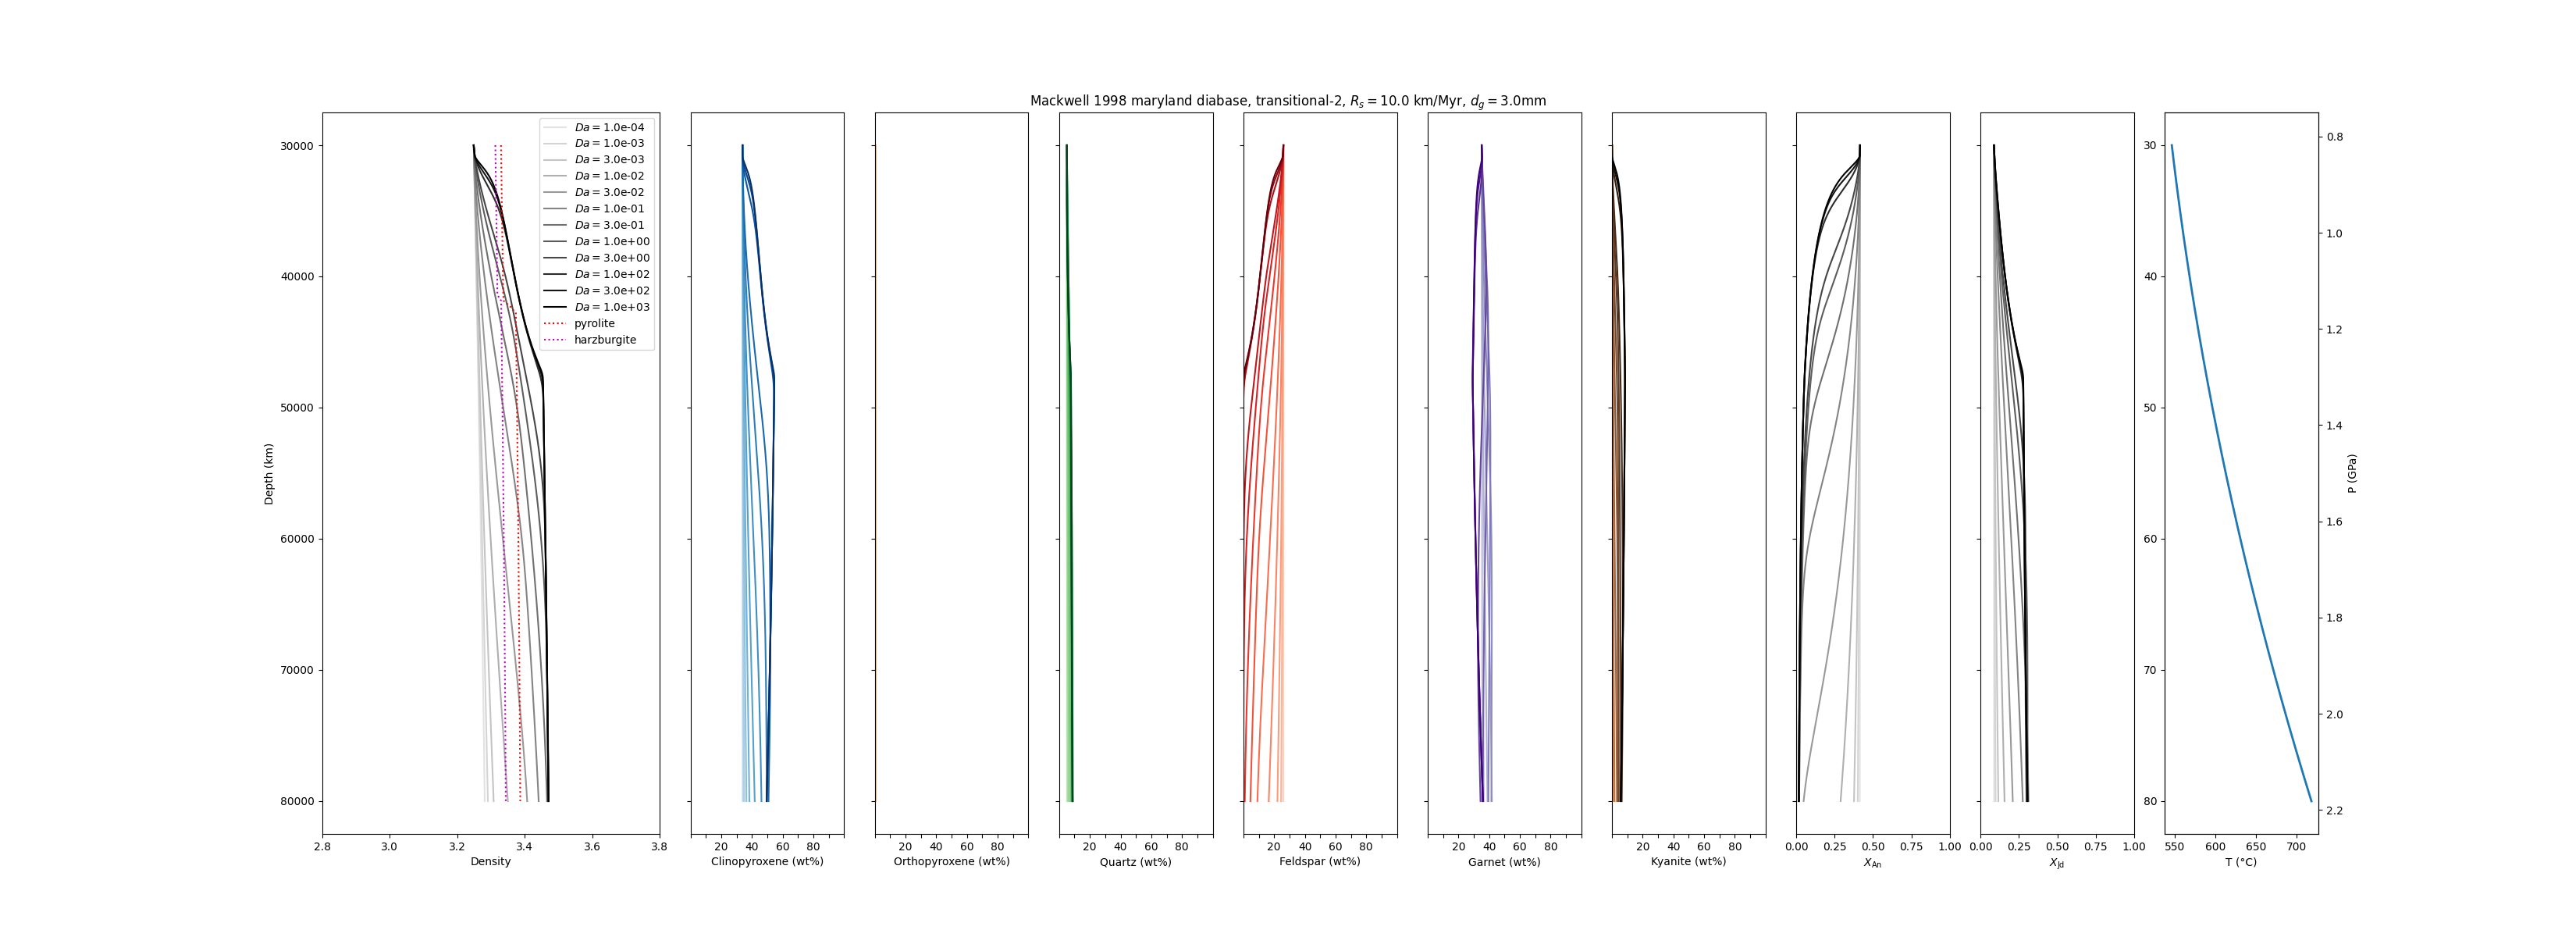 Mackwell 1998 maryland diabase, transitional-2, R_s = 10.0 km/Myr, d_g = 3.0mm
Da = 1.0e-04
Da = 1.0e-03
Da = 3.0e-03
Da = 1.0e-02
Da = 3.0e-02
Da = 1.0e-01
Da = 3.0e-01
Da = 1.0e+00
Da = 3.0e+00
Da = 1.0e+02
Da = 3.0e+02
Da = 1.0e+03
pyrolite
harzburgite
30000
40000
50000
60000
70000
80000
Depth (km)
2.8 3.0 3.2 3.4 3.6 3.8
Density
20 40 60 80
Clinopyroxene (wt%)
20 40 60 80
Orthopyroxene (wt%)
20 40 60 80
Quartz (wt%)
20 40 60 80
Feldspar (wt%)
20 40 60 80
Garnet (wt%)
20 40 60 80
Kyanite (wt%)
0.00 0.25 0.50 0.75 1.00
X_An
0.00 0.25 0.50 0.75 1.00
X_Jd
30
40
50
60
70
80
550 600 650 700
T (°C)
0.8
1.0
1.2
1.4
1.6
1.8
2.0
2.2
P (GPa)